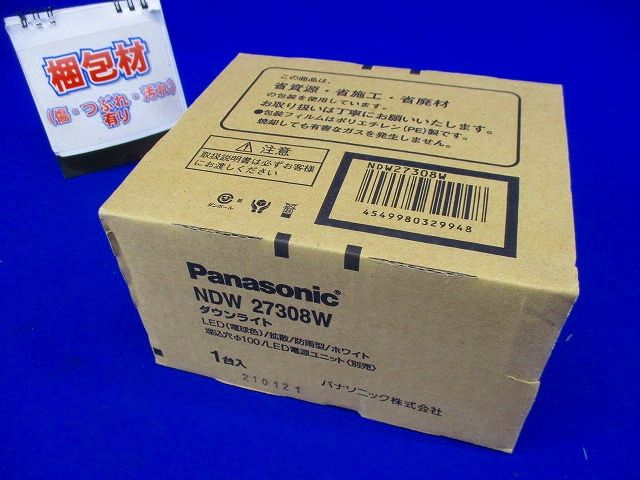 梱包材
(傷・つぶれ・汚れ)
有り
この商品は、
省資源・省施工・省廃材
の包装を使用しています。
お取り扱いは丁寧にお願いいたします。
●包装フィルムはポリエチレン(PE)製です。
焼却しても有害なガスを発生しません。
⚠ 注意
取扱説明書は必ずお客様
にお渡しください
ダンボール
NDW27308W
4549980329948
Panasonic®
NDW 27308W
ダウンライト
LED(電球色)/拡散/防雨型/ホワイト
埋込穴φ100/LED電源ユニット〈別売〉
1台入
210121
パナソニック株式会社